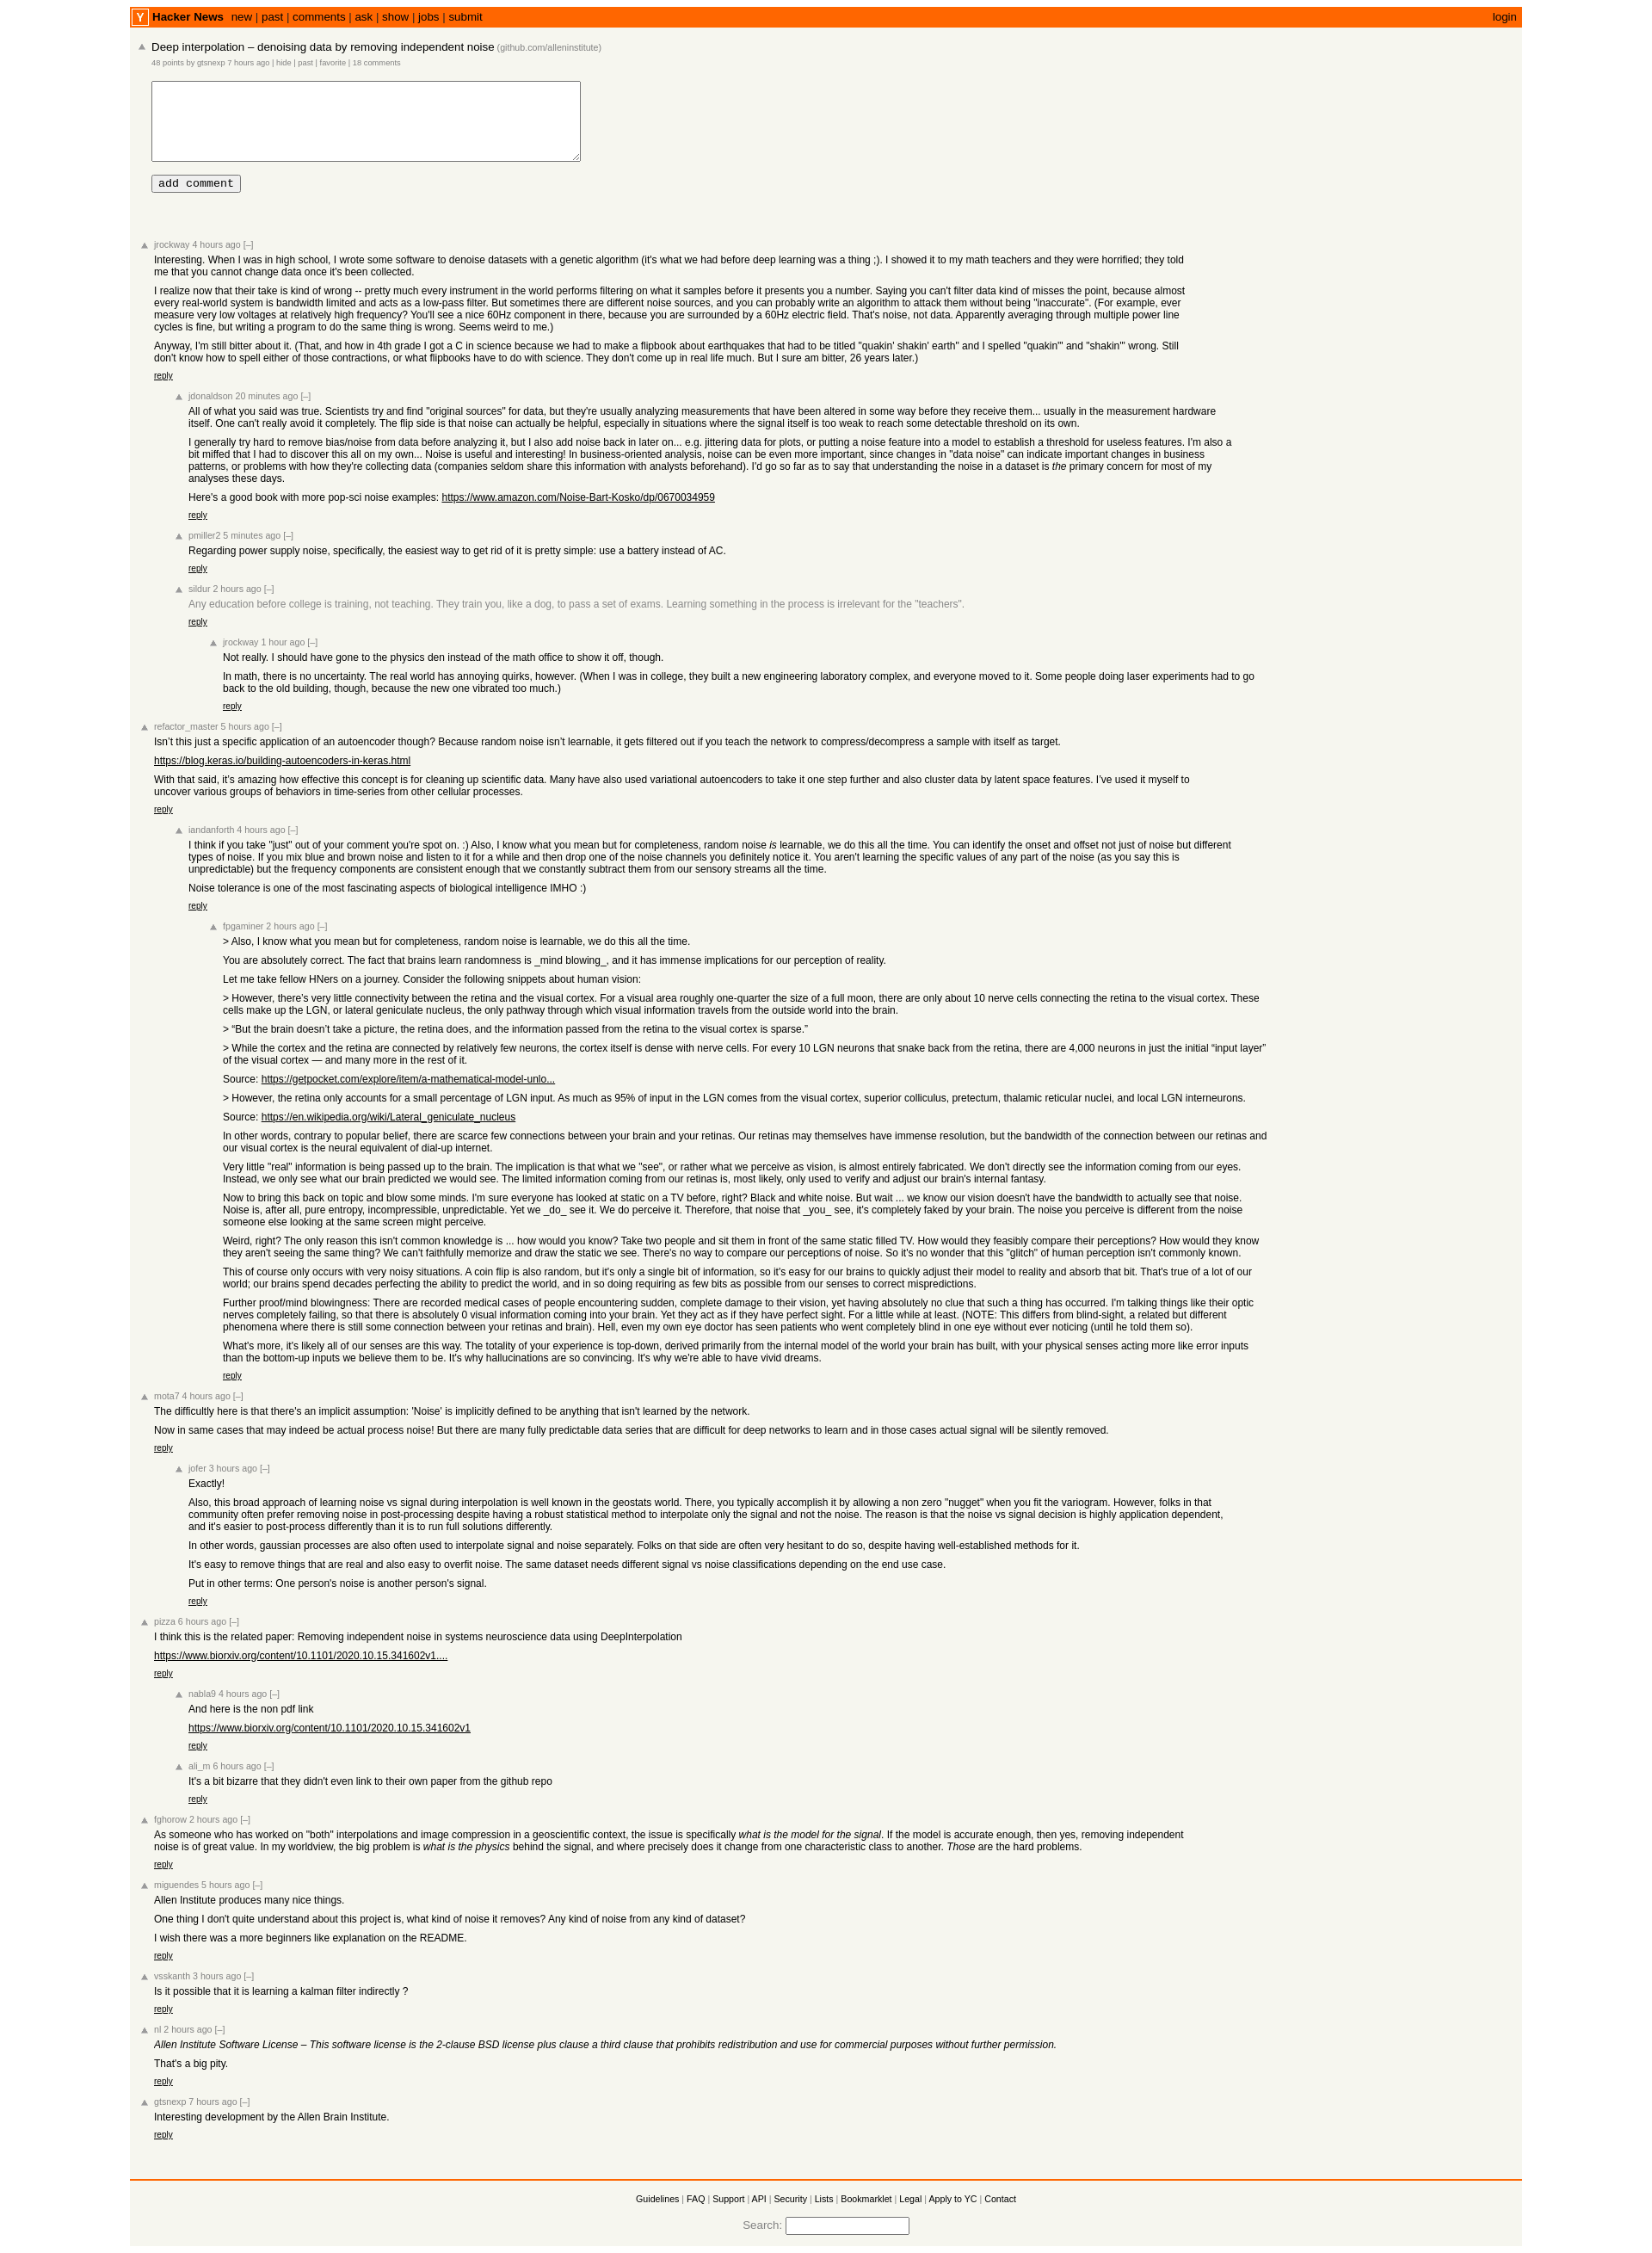 Y Hacker News new | past | comments | ask | show | jobs | submit login
Deep interpolation – denoising data by removing independent noise (github.com/alleninstitute)
48 points by gtsnexp 7 hours ago | hide | past | favorite | 18 comments
add comment
jrockway 4 hours ago [–]
Interesting. When I was in high school, I wrote some software to denoise datasets with a genetic algorithm (it's what we had before deep learning was a thing ;). I showed it to my math teachers and they were horrified; they told
me that you cannot change data once it's been collected.
I realize now that their take is kind of wrong -- pretty much every instrument in the world performs filtering on what it samples before it presents you a number. Saying you can't filter data kind of misses the point, because almost
every real-world system is bandwidth limited and acts as a low-pass filter. But sometimes there are different noise sources, and you can probably write an algorithm to attack them without being "inaccurate". (For example, ever
measure very low voltages at relatively high frequency? You'll see a nice 60Hz component in there, because you are surrounded by a 60Hz electric field. That's noise, not data. Apparently averaging through multiple power line
cycles is fine, but writing a program to do the same thing is wrong. Seems weird to me.)
Anyway, I'm still bitter about it. (That, and how in 4th grade I got a C in science because we had to make a flipbook about earthquakes that had to be titled "quakin' shakin' earth" and I spelled "quakin'" and "shakin'" wrong. Still
don't know how to spell either of those contractions, or what flipbooks have to do with science. They don't come up in real life much. But I sure am bitter, 26 years later.)
reply
jdonaldson 20 minutes ago [–]
All of what you said was true. Scientists try and find "original sources" for data, but they're usually analyzing measurements that have been altered in some way before they receive them... usually in the measurement hardware
itself. One can't really avoid it completely. The flip side is that noise can actually be helpful, especially in situations where the signal itself is too weak to reach some detectable threshold on its own.
I generally try hard to remove bias/noise from data before analyzing it, but I also add noise back in later on... e.g. jittering data for plots, or putting a noise feature into a model to establish a threshold for useless features. I'm also a
bit miffed that I had to discover this all on my own... Noise is useful and interesting! In business-oriented analysis, noise can be even more important, since changes in "data noise" can indicate important changes in business
patterns, or problems with how they're collecting data (companies seldom share this information with analysts beforehand). I'd go so far as to say that understanding the noise in a dataset is the primary concern for most of my
analyses these days.
Here's a good book with more pop-sci noise examples: https://www.amazon.com/Noise-Bart-Kosko/dp/0670034959
reply
pmiller2 5 minutes ago [–]
Regarding power supply noise, specifically, the easiest way to get rid of it is pretty simple: use a battery instead of AC.
reply
sildur 2 hours ago [–]
Any education before college is training, not teaching. They train you, like a dog, to pass a set of exams. Learning something in the process is irrelevant for the "teachers".
reply
jrockway 1 hour ago [–]
Not really. I should have gone to the physics den instead of the math office to show it off, though.
In math, there is no uncertainty. The real world has annoying quirks, however. (When I was in college, they built a new engineering laboratory complex, and everyone moved to it. Some people doing laser experiments had to go
back to the old building, though, because the new one vibrated too much.)
reply
refactor_master 5 hours ago [–]
Isn’t this just a specific application of an autoencoder though? Because random noise isn’t learnable, it gets filtered out if you teach the network to compress/decompress a sample with itself as target.
https://blog.keras.io/building-autoencoders-in-keras.html
With that said, it’s amazing how effective this concept is for cleaning up scientific data. Many have also used variational autoencoders to take it one step further and also cluster data by latent space features. I’ve used it myself to
uncover various groups of behaviors in time-series from other cellular processes.
reply
iandanforth 4 hours ago [–]
I think if you take "just" out of your comment you're spot on. :) Also, I know what you mean but for completeness, random noise is learnable, we do this all the time. You can identify the onset and offset not just of noise but different
types of noise. If you mix blue and brown noise and listen to it for a while and then drop one of the noise channels you definitely notice it. You aren't learning the specific values of any part of the noise (as you say this is
unpredictable) but the frequency components are consistent enough that we constantly subtract them from our sensory streams all the time.
Noise tolerance is one of the most fascinating aspects of biological intelligence IMHO :)
reply
fpgaminer 2 hours ago [–]
> Also, I know what you mean but for completeness, random noise is learnable, we do this all the time.
You are absolutely correct. The fact that brains learn randomness is _mind blowing_, and it has immense implications for our perception of reality.
Let me take fellow HNers on a journey. Consider the following snippets about human vision:
> However, there's very little connectivity between the retina and the visual cortex. For a visual area roughly one-quarter the size of a full moon, there are only about 10 nerve cells connecting the retina to the visual cortex. These
cells make up the LGN, or lateral geniculate nucleus, the only pathway through which visual information travels from the outside world into the brain.
> “But the brain doesn’t take a picture, the retina does, and the information passed from the retina to the visual cortex is sparse.”
> While the cortex and the retina are connected by relatively few neurons, the cortex itself is dense with nerve cells. For every 10 LGN neurons that snake back from the retina, there are 4,000 neurons in just the initial “input layer”
of the visual cortex — and many more in the rest of it.
Source: https://getpocket.com/explore/item/a-mathematical-model-unlo...
> However, the retina only accounts for a small percentage of LGN input. As much as 95% of input in the LGN comes from the visual cortex, superior colliculus, pretectum, thalamic reticular nuclei, and local LGN interneurons.
Source: https://en.wikipedia.org/wiki/Lateral_geniculate_nucleus
In other words, contrary to popular belief, there are scarce few connections between your brain and your retinas. Our retinas may themselves have immense resolution, but the bandwidth of the connection between our retinas and
our visual cortex is the neural equivalent of dial-up internet.
Very little "real" information is being passed up to the brain. The implication is that what we "see", or rather what we perceive as vision, is almost entirely fabricated. We don't directly see the information coming from our eyes.
Instead, we only see what our brain predicted we would see. The limited information coming from our retinas is, most likely, only used to verify and adjust our brain's internal fantasy.
Now to bring this back on topic and blow some minds. I'm sure everyone has looked at static on a TV before, right? Black and white noise. But wait ... we know our vision doesn't have the bandwidth to actually see that noise.
Noise is, after all, pure entropy, incompressible, unpredictable. Yet we _do_ see it. We do perceive it. Therefore, that noise that _you_ see, it's completely faked by your brain. The noise you perceive is different from the noise
someone else looking at the same screen might perceive.
Weird, right? The only reason this isn't common knowledge is ... how would you know? Take two people and sit them in front of the same static filled TV. How would they feasibly compare their perceptions? How would they know
they aren't seeing the same thing? We can't faithfully memorize and draw the static we see. There's no way to compare our perceptions of noise. So it's no wonder that this "glitch" of human perception isn't commonly known.
This of course only occurs with very noisy situations. A coin flip is also random, but it's only a single bit of information, so it's easy for our brains to quickly adjust their model to reality and absorb that bit. That's true of a lot of our
world; our brains spend decades perfecting the ability to predict the world, and in so doing requiring as few bits as possible from our senses to correct mispredictions.
Further proof/mind blowingness: There are recorded medical cases of people encountering sudden, complete damage to their vision, yet having absolutely no clue that such a thing has occurred. I'm talking things like their optic
nerves completely failing, so that there is absolutely 0 visual information coming into your brain. Yet they act as if they have perfect sight. For a little while at least. (NOTE: This differs from blind-sight, a related but different
phenomena where there is still some connection between your retinas and brain). Hell, even my own eye doctor has seen patients who went completely blind in one eye without ever noticing (until he told them so).
What's more, it's likely all of our senses are this way. The totality of your experience is top-down, derived primarily from the internal model of the world your brain has built, with your physical senses acting more like error inputs
than the bottom-up inputs we believe them to be. It's why hallucinations are so convincing. It's why we're able to have vivid dreams.
reply
mota7 4 hours ago [–]
The difficultly here is that there's an implicit assumption: 'Noise' is implicitly defined to be anything that isn't learned by the network.
Now in same cases that may indeed be actual process noise! But there are many fully predictable data series that are difficult for deep networks to learn and in those cases actual signal will be silently removed.
reply
jofer 3 hours ago [–]
Exactly!
Also, this broad approach of learning noise vs signal during interpolation is well known in the geostats world. There, you typically accomplish it by allowing a non zero "nugget" when you fit the variogram. However, folks in that
community often prefer removing noise in post-processing despite having a robust statistical method to interpolate only the signal and not the noise. The reason is that the noise vs signal decision is highly application dependent,
and it's easier to post-process differently than it is to run full solutions differently.
In other words, gaussian processes are also often used to interpolate signal and noise separately. Folks on that side are often very hesitant to do so, despite having well-established methods for it.
It's easy to remove things that are real and also easy to overfit noise. The same dataset needs different signal vs noise classifications depending on the end use case.
Put in other terms: One person's noise is another person's signal.
reply
pizza 6 hours ago [–]
I think this is the related paper: Removing independent noise in systems neuroscience data using DeepInterpolation
https://www.biorxiv.org/content/10.1101/2020.10.15.341602v1....
reply
nabla9 4 hours ago [–]
And here is the non pdf link
https://www.biorxiv.org/content/10.1101/2020.10.15.341602v1
reply
ali_m 6 hours ago [–]
It's a bit bizarre that they didn't even link to their own paper from the github repo
reply
fghorow 2 hours ago [–]
As someone who has worked on "both" interpolations and image compression in a geoscientific context, the issue is specifically what is the model for the signal. If the model is accurate enough, then yes, removing independent
noise is of great value. In my worldview, the big problem is what is the physics behind the signal, and where precisely does it change from one characteristic class to another. Those are the hard problems.
reply
miguendes 5 hours ago [–]
Allen Institute produces many nice things.
One thing I don't quite understand about this project is, what kind of noise it removes? Any kind of noise from any kind of dataset?
I wish there was a more beginners like explanation on the README.
reply
vsskanth 3 hours ago [–]
Is it possible that it is learning a kalman filter indirectly ?
reply
nl 2 hours ago [–]
Allen Institute Software License – This software license is the 2-clause BSD license plus clause a third clause that prohibits redistribution and use for commercial purposes without further permission.
That's a big pity.
reply
gtsnexp 7 hours ago [–]
Interesting development by the Allen Brain Institute.
reply
Guidelines | FAQ | Support | API | Security | Lists | Bookmarklet | Legal | Apply to YC | Contact
Search: